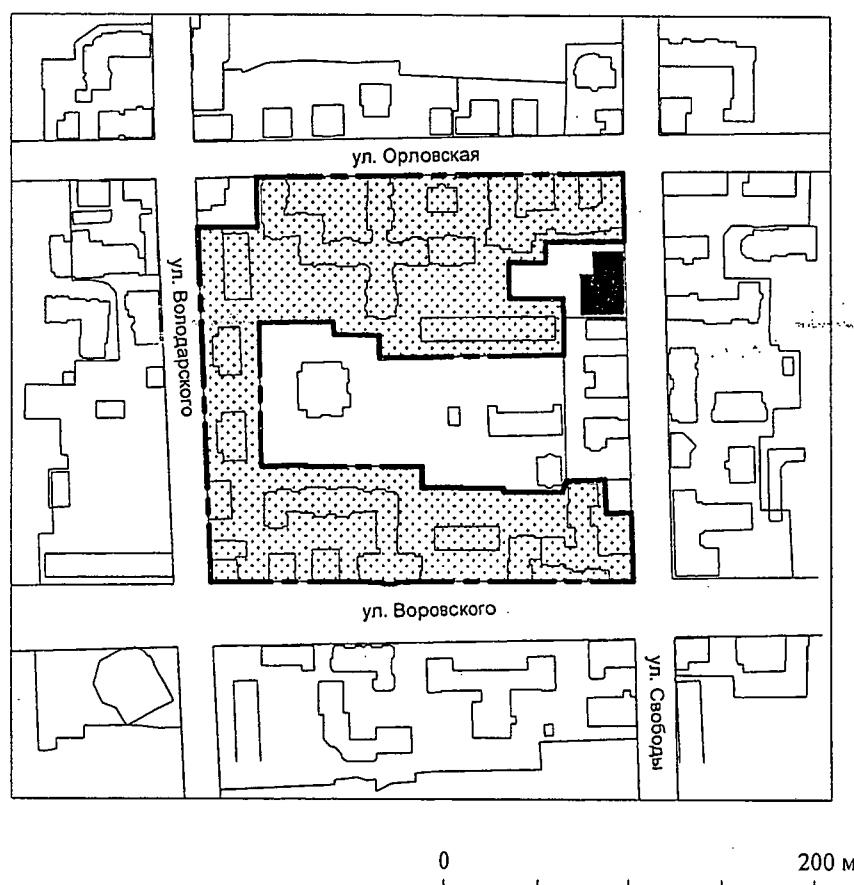 ул. Орловская
ул. Володарского
ул. Воровского
ул. Свободы
0 200 м